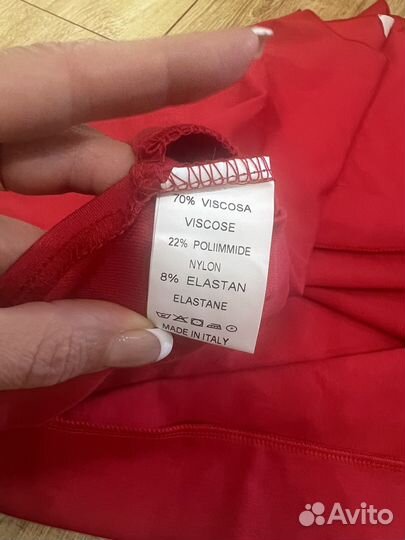 70% VISCOSA
VISCOSE
22% POLIIMMIDE
NYLON
8% ELASTAN
ELASTANE
MADE IN ITALY
Avito